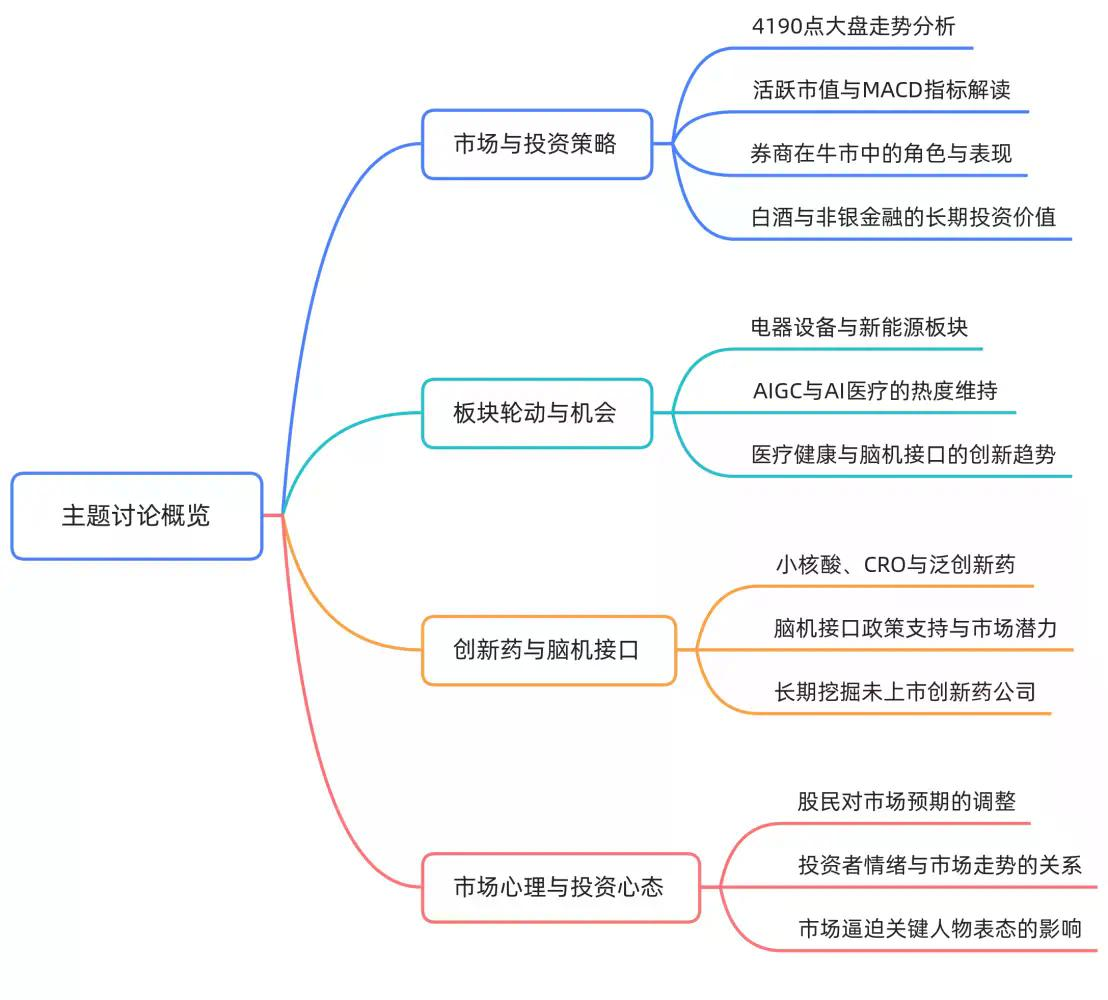 主题讨论概览
市场与投资策略
4190点大盘走势分析
活跃市值与MACD指标解读
券商在牛市中的角色与表现
白酒与非银金融的长期投资价值
板块轮动与机会
电器设备与新能源板块
AIGC与AI医疗的热度维持
医疗健康与脑机接口的创新趋势
创新药与脑机接口
小核酸、CRO与泛创新药
脑机接口政策支持与市场潜力
长期挖掘未上市创新药公司
市场心理与投资心态
股民对市场预期的调整
投资者情绪与市场走势的关系
市场逼迫关键人物表态的影响